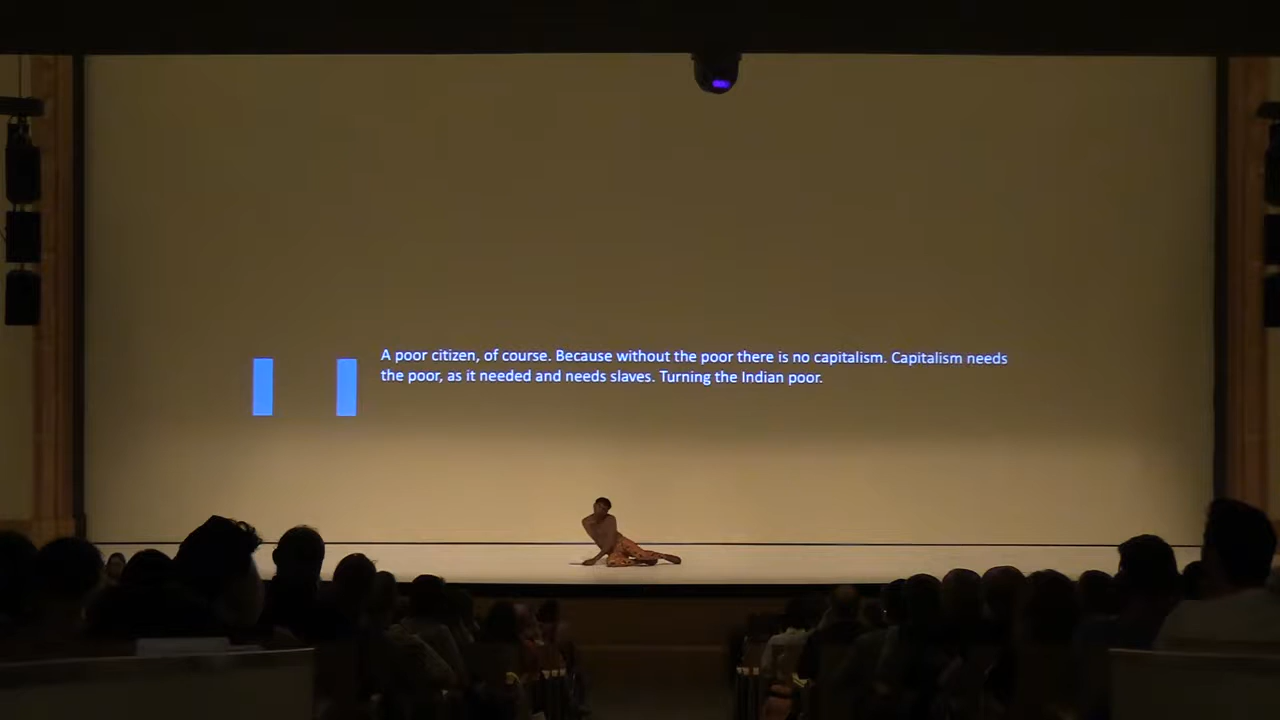 A poor citizen, of course. Because without the poor there is no capitalism. Capitalism needs
the poor, as it needed and needs slaves. Turning the Indian poor.